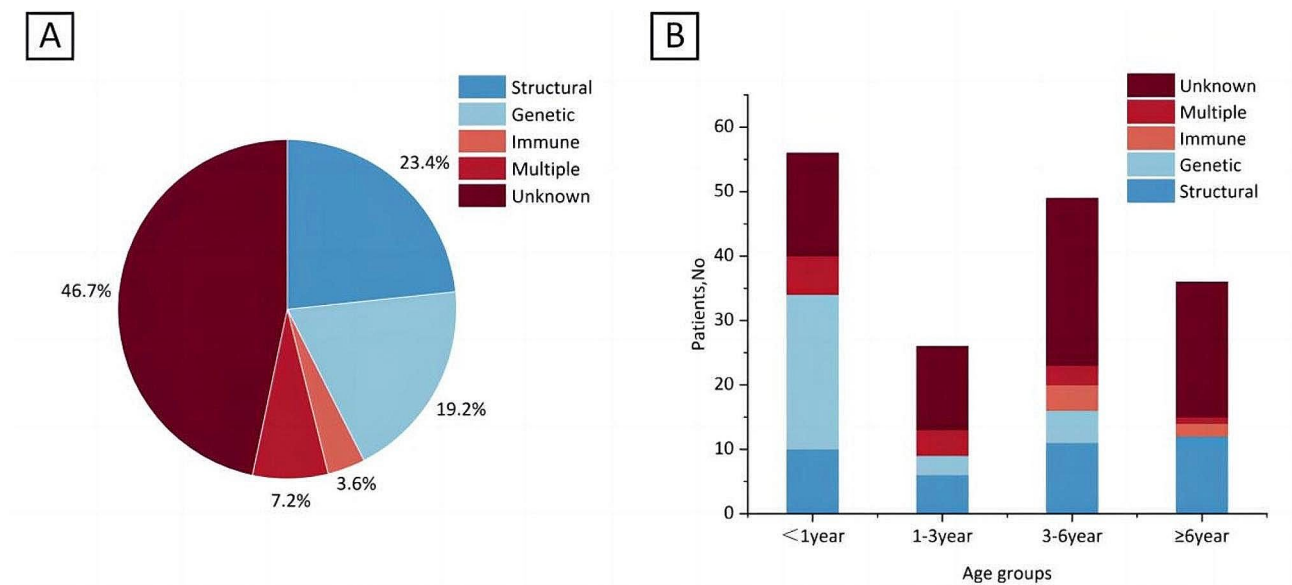 A
Structural
Genetic
Immune
Multiple
Unknown
23.4%
46.7%
19.2%
3.6%
7.2%
B
Unknown
Multiple
Immune
Genetic
Structural
Patients,No
60
50
40
30
20
10
0
<1year
1-3year
3-6year
≥6year
Age groups